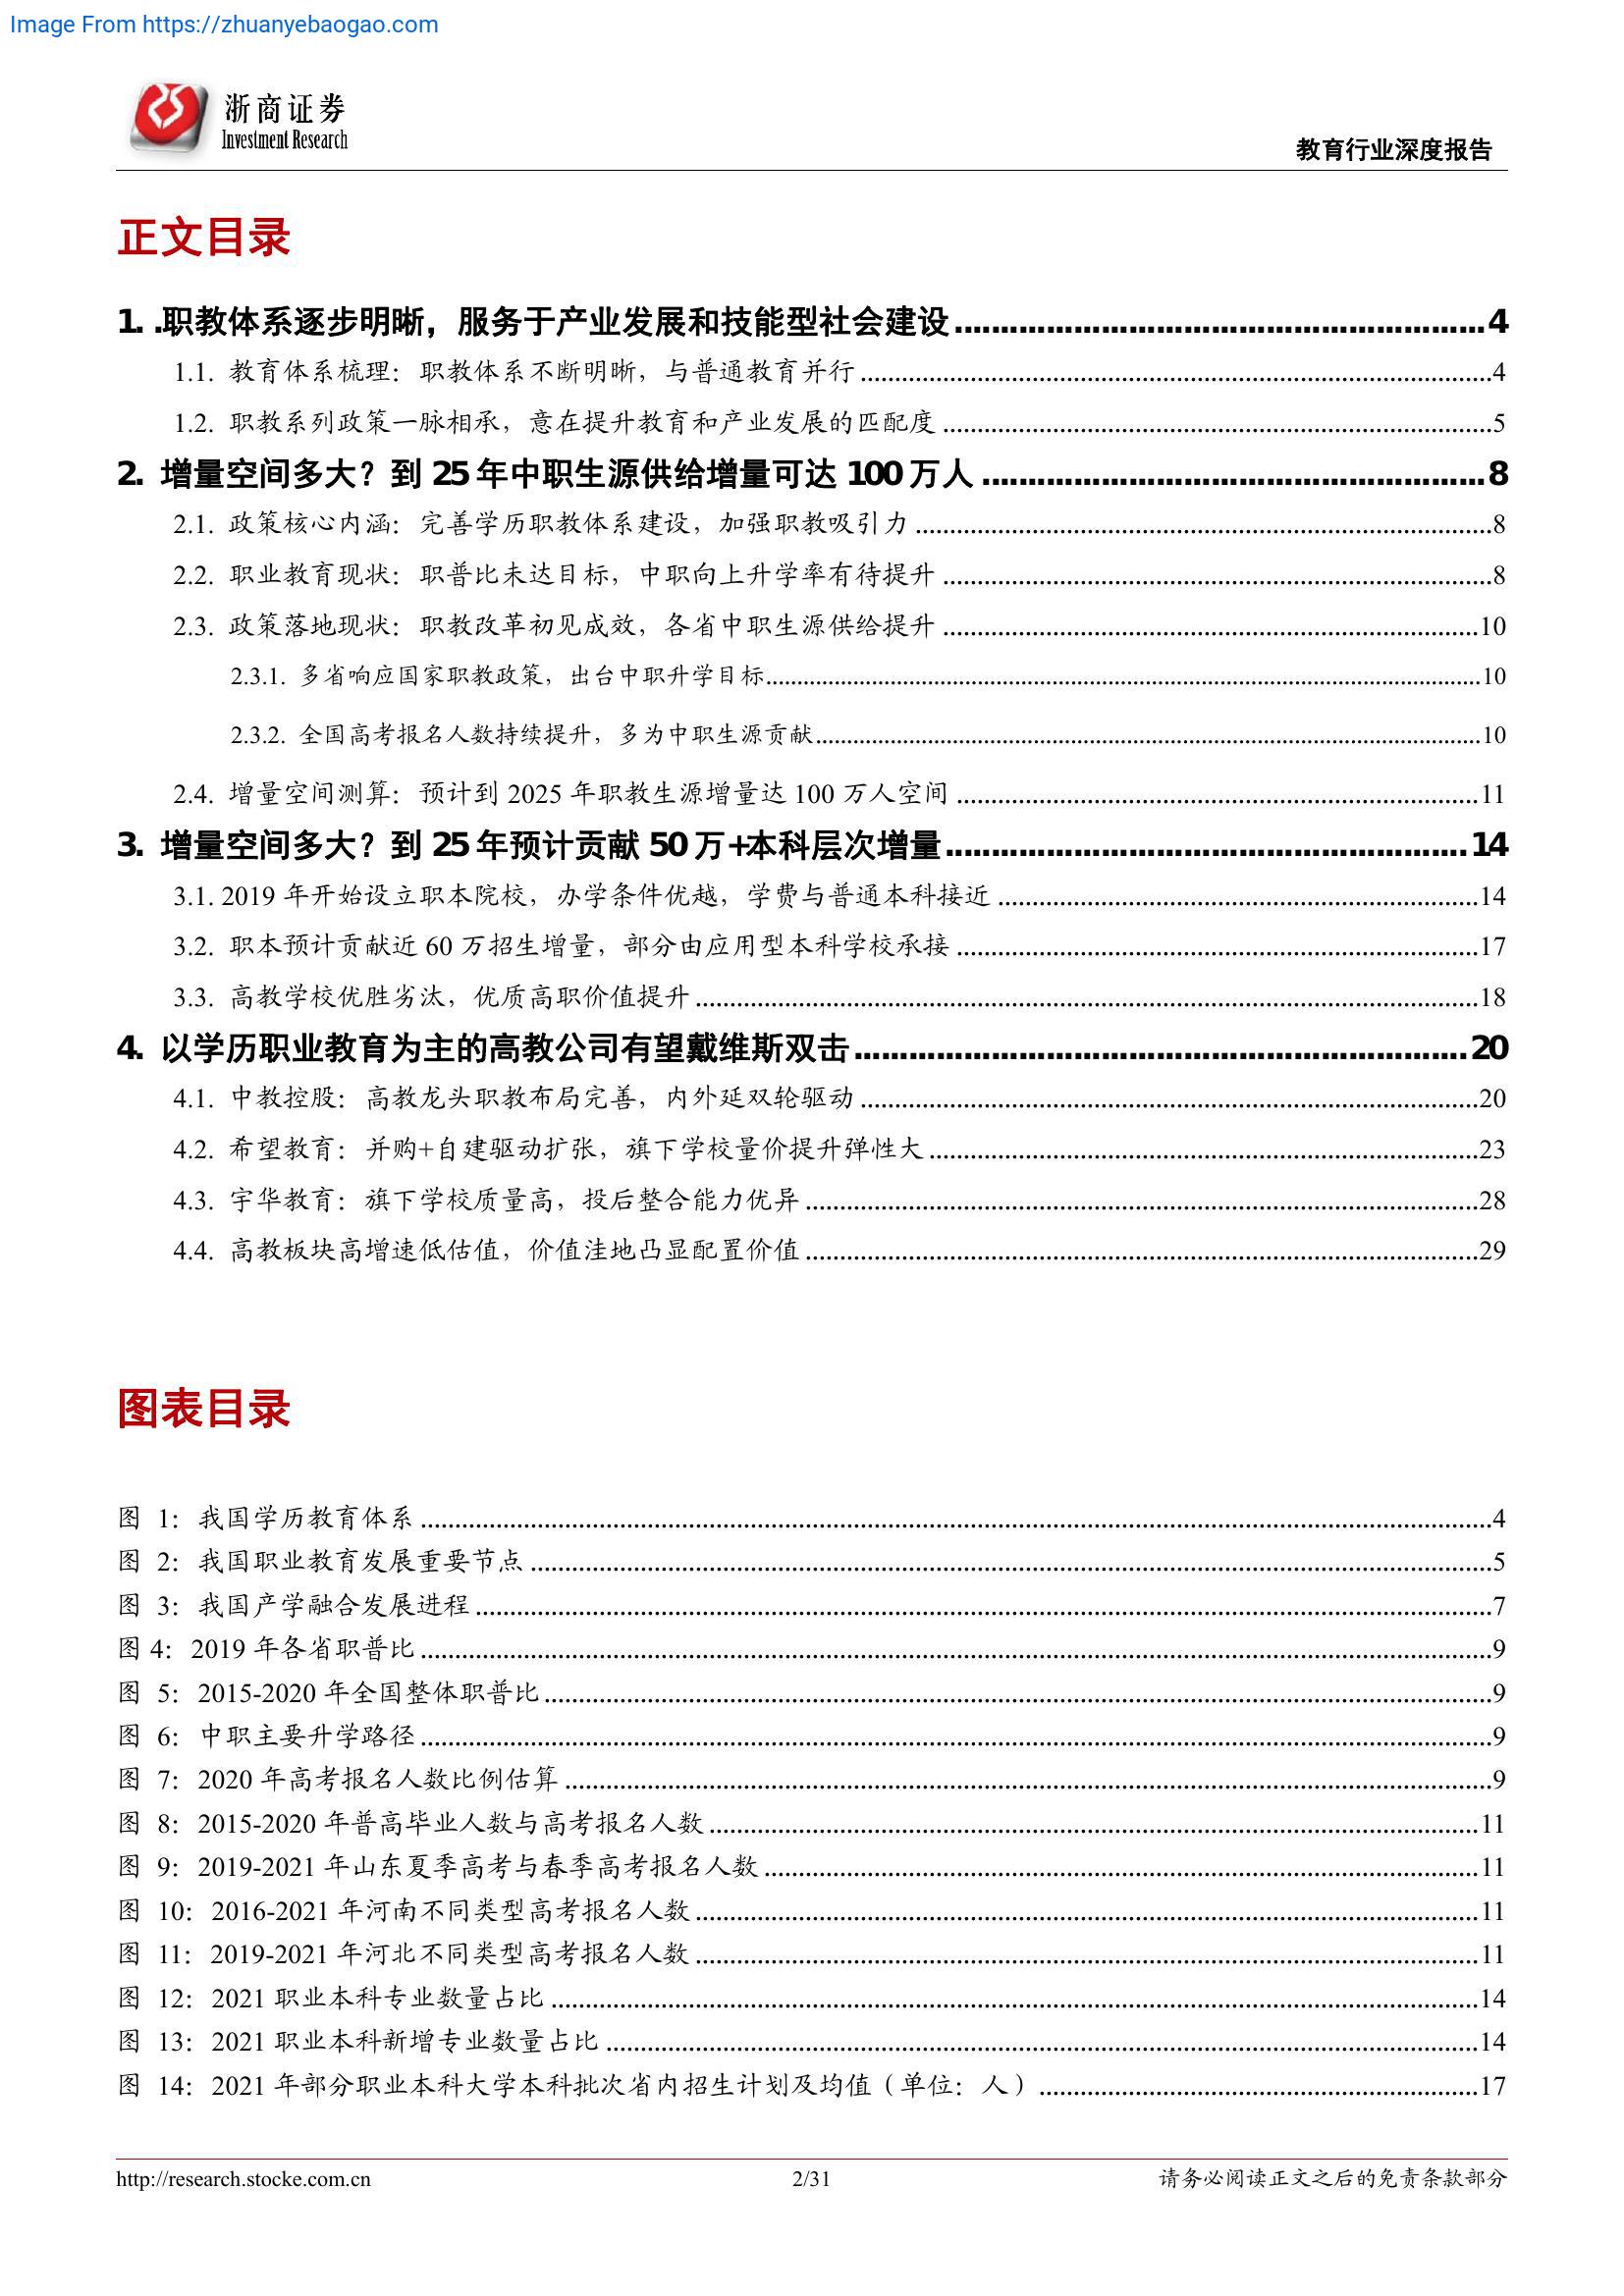 Image From https://zhuanyebaogao.com
浙商证券
Investment Research
教育行业深度报告
正文目录
1. .职教体系逐步明晰，服务于产业发展和技能型社会建设................................................................4
1.1. 教育体系梳理：职教体系不断明晰，与普通教育并行................................................................4
1.2. 职教系列政策一脉相承，意在提升教育和产业发展的匹配度................................................................5
2. 增量空间多大？到 25 年中职生源供给增量可达 100 万人................................................................8
2.1. 政策核心内涵：完善学历职教体系建设，加强职教吸引力................................................................8
2.2. 职业教育现状：职普比未达目标，中职向上升学率有待提升................................................................8
2.3. 政策落地现状：职教改革初见成效，各省中职生源供给提升................................................................10
2.3.1. 多省响应国家职教政策，出台中职升学目标................................................................10
2.3.2. 全国高考报名人数持续提升，多为中职生源贡献................................................................10
2.4. 增量空间测算：预计到 2025 年职教生源增量达 100 万人空间................................................................11
3. 增量空间多大？到 25 年预计贡献 50 万+本科层次增量................................................................14
3.1. 2019 年开始设立职本院校，办学条件优越，学费与普通本科接近................................................................14
3.2. 职本预计贡献近 60 万招生增量，部分由应用型本科学校承接................................................................17
3.3. 高教学校优胜劣汰，优质高职价值提升................................................................18
4. 以学历职业教育为主的高教公司有望戴维斯双击................................................................20
4.1. 中教控股：高教龙头职教布局完善，内外延双轮驱动................................................................20
4.2. 希望教育：并购+自建驱动扩张，旗下学校量价提升弹性大................................................................23
4.3. 宇华教育：旗下学校质量高，投后整合能力优异................................................................28
4.4. 高教板块高增速低估值，价值洼地凸显配置价值................................................................29
图表目录
图 1：我国学历教育体系................................................................4
图 2：我国职业教育发展重要节点................................................................5
图 3：我国产学融合发展进程................................................................7
图 4：2019 年各省职普比................................................................9
图 5：2015-2020 年全国整体职普比................................................................9
图 6：中职主要升学路径................................................................9
图 7：2020 年高考报名人数比例估算................................................................9
图 8：2015-2020 年普高毕业人数与高考报名人数................................................................11
图 9：2019-2021 年山东夏季高考与春季高考报名人数................................................................11
图 10：2016-2021 年河南不同类型高考报名人数................................................................11
图 11：2019-2021 年河北不同类型高考报名人数................................................................11
图 12：2021 职业本科专业数量占比................................................................14
图 13：2021 职业本科新增专业数量占比................................................................14
图 14：2021 年部分职业本科大学本科批次省内招生计划及均值（单位：人）................................................................17
http://research.stocke.com.cn
2/31
请务必阅读正文之后的免责条款部分